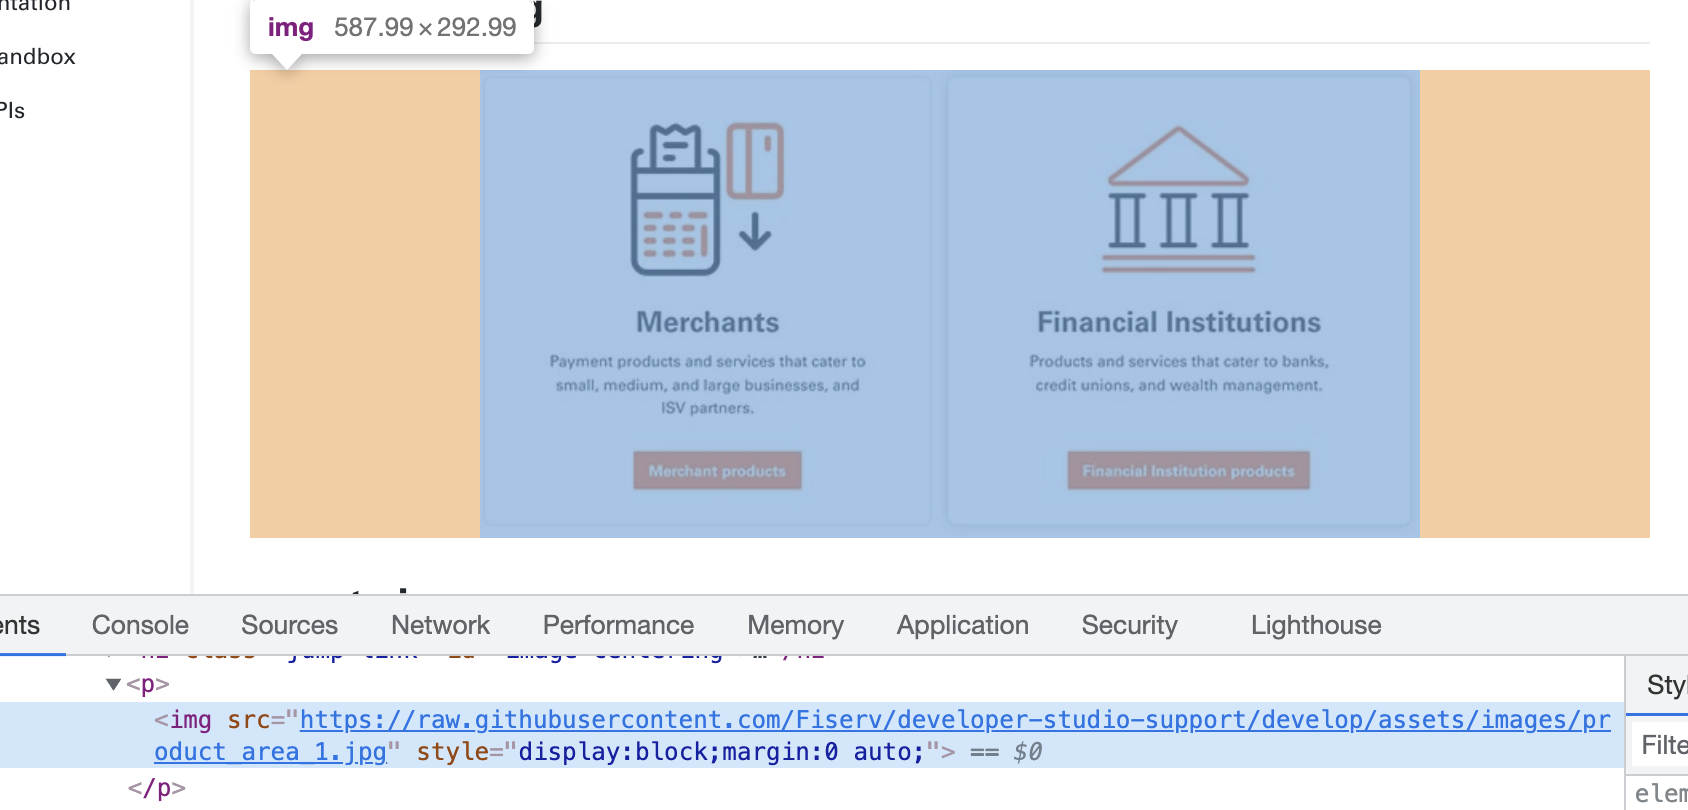 ntation
img 587.99 × 292.99
g
andbox
PIs
Merchants
Payment products and services that cater to
small, medium, and large businesses, and
ISV partners.
Merchant products
Financial Institutions
Products and services that cater to banks,
credit unions, and wealth management.
Financial Institution products
ents Console Sources Network Performance Memory Application Security Lighthouse
▼<p>
<img src="https://raw.githubusercontent.com/Fiserv/developer-studio-support/develop/assets/images/pr
oduct_area_1.jpg" style="display:block;margin:0 auto;"> == $0
</p>
Styl
Filte
elem